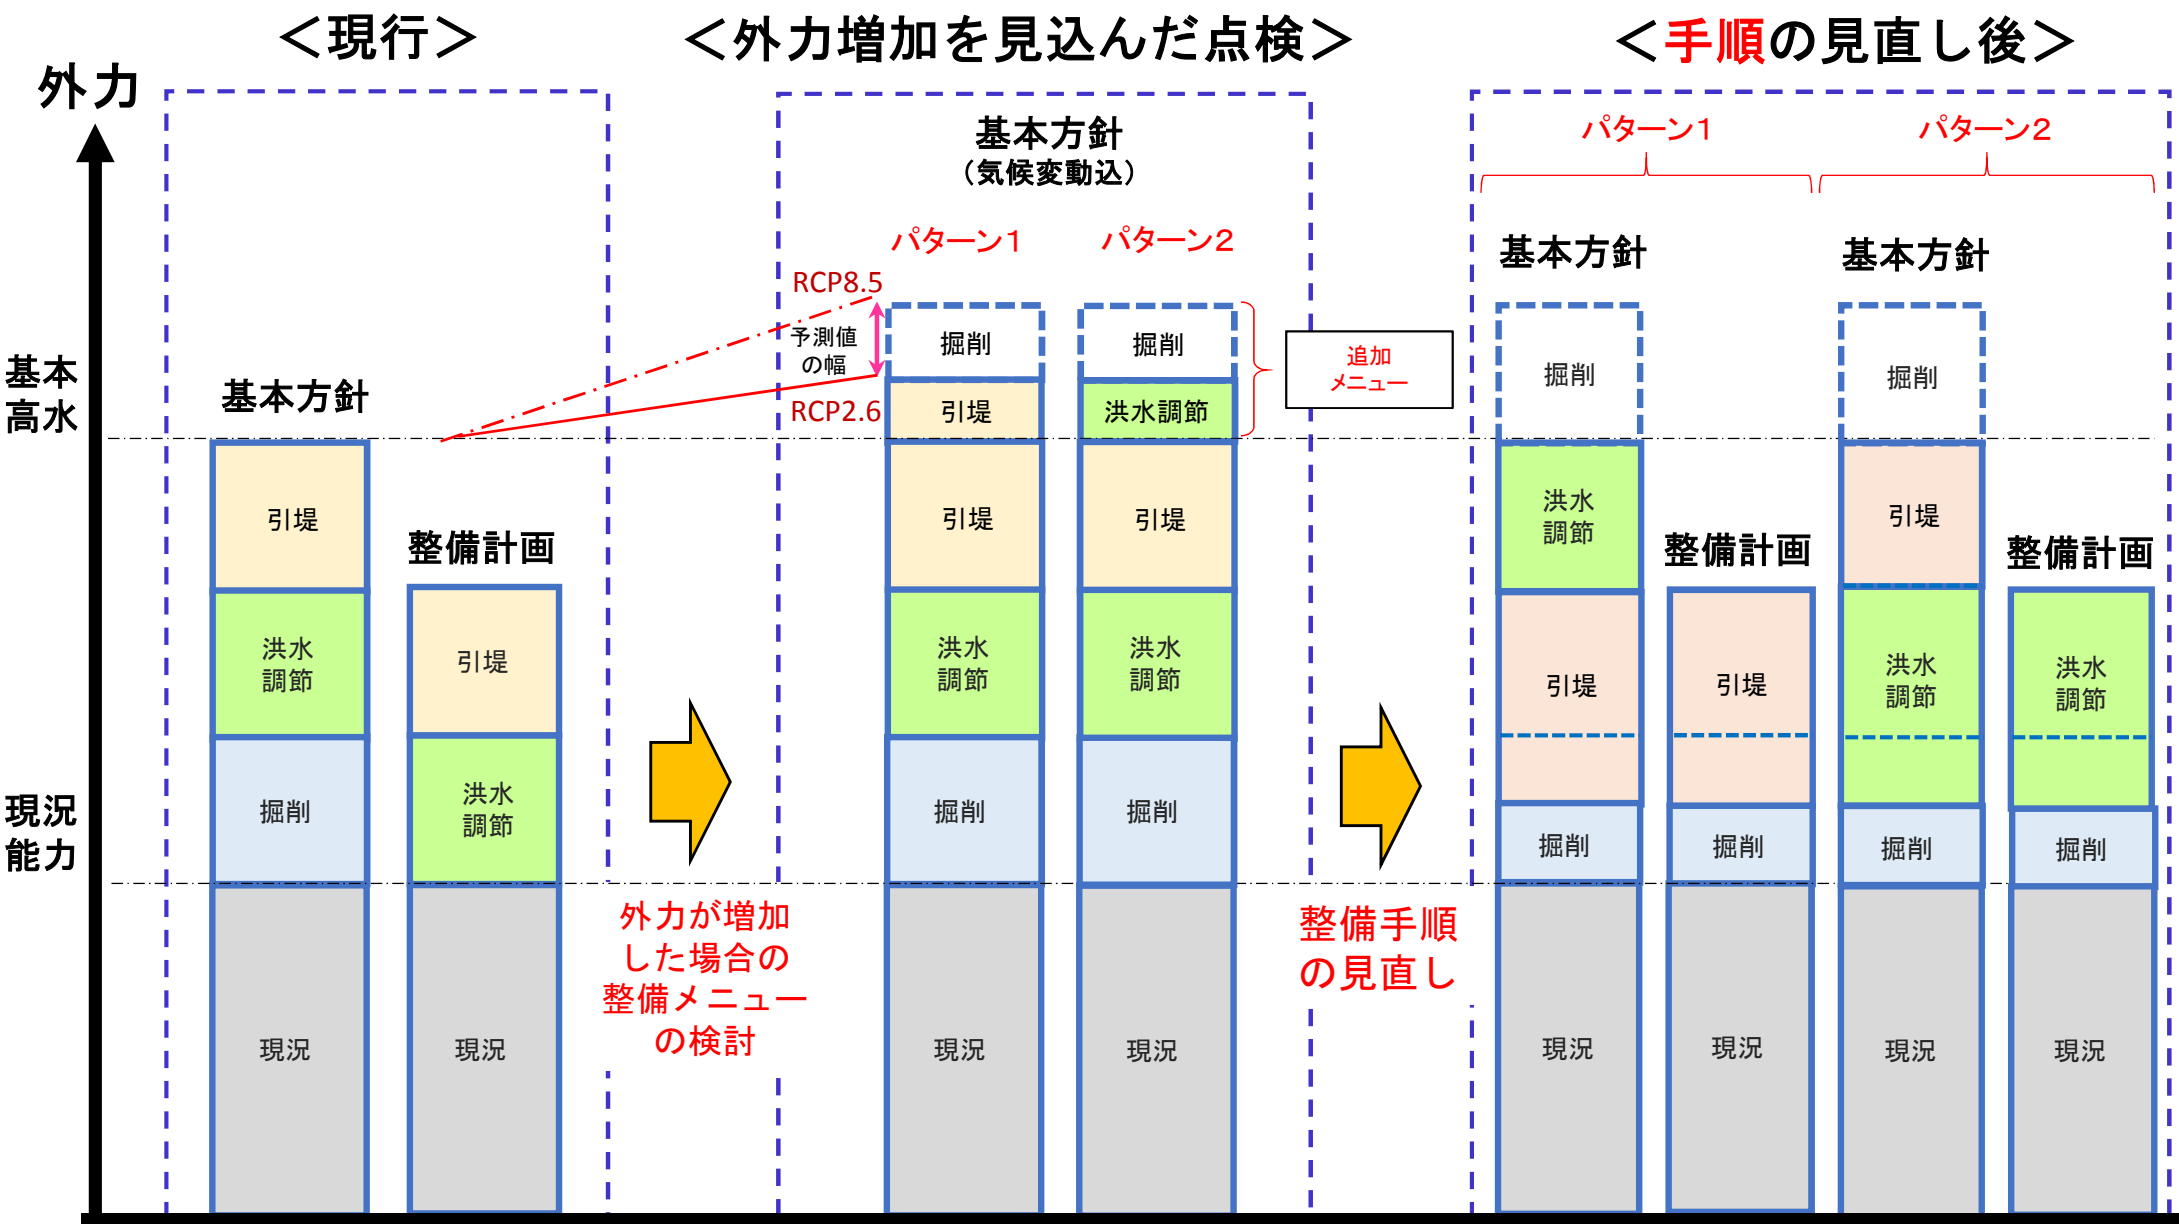 ＜現行＞
＜外力増加を見込んだ点検＞
＜手順の見直し後＞
外力
基本
高水
現況
能力
基本方針
引堤
洪水
調節
掘削
現況
整備計画
引堤
洪水
調節
現況
外力が増加
した場合の
整備メニュー
の検討
基本方針
（気候変動込）
パターン1
パターン2
RCP8.5
予測値
の幅
RCP2.6
掘削
引堤
引堤
洪水
調節
掘削
現況
掘削
洪水調節
引堤
洪水
調節
掘削
現況
追加
メニュー
整備手順
の見直し
パターン1
パターン2
基本方針
掘削
洪水
調節
引堤
掘削
現況
整備計画
引堤
掘削
現況
基本方針
掘削
引堤
洪水
調節
掘削
現況
整備計画
洪水
調節
掘削
現況